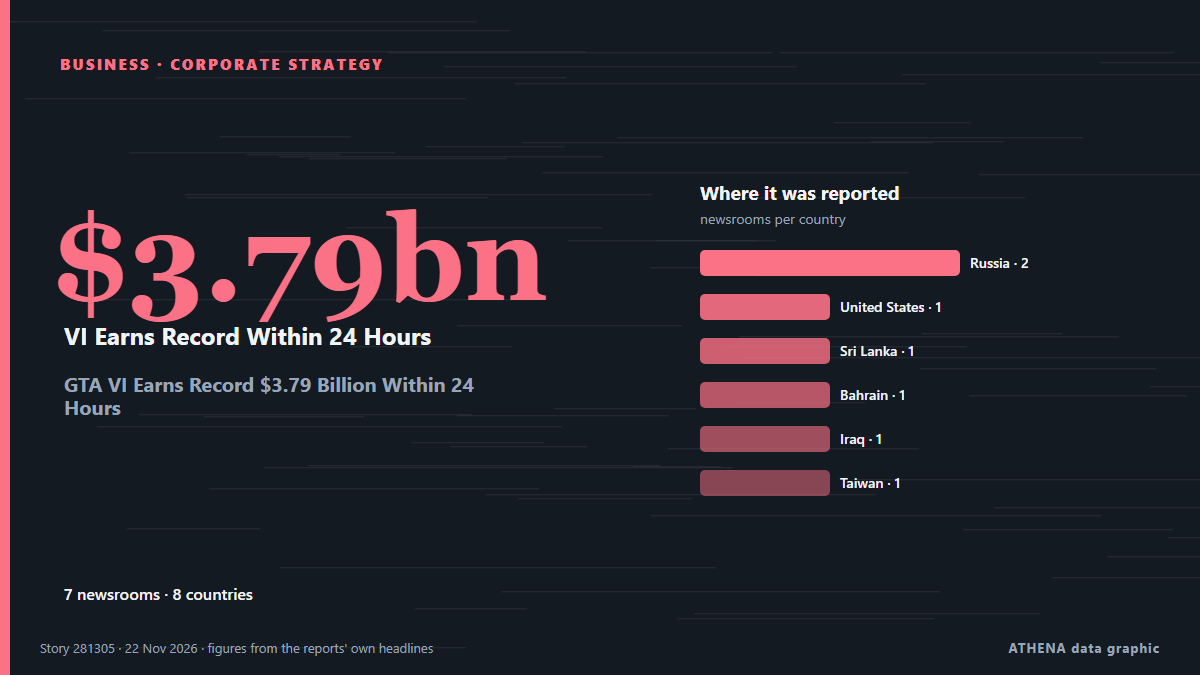 BUSINESS · CORPORATE STRATEGY
$3.79bn
VI Earns Record Within 24 Hours
GTA VI Earns Record $3.79 Billion Within 24
Hours
7 newsrooms · 8 countries
Where it was reported
newsrooms per country
Russia · 2
United States · 1
Sri Lanka · 1
Bahrain · 1
Iraq · 1
Taiwan · 1
Story 281305 · 22 Nov 2026 · figures from the reports' own headlines
ATHENA data graphic